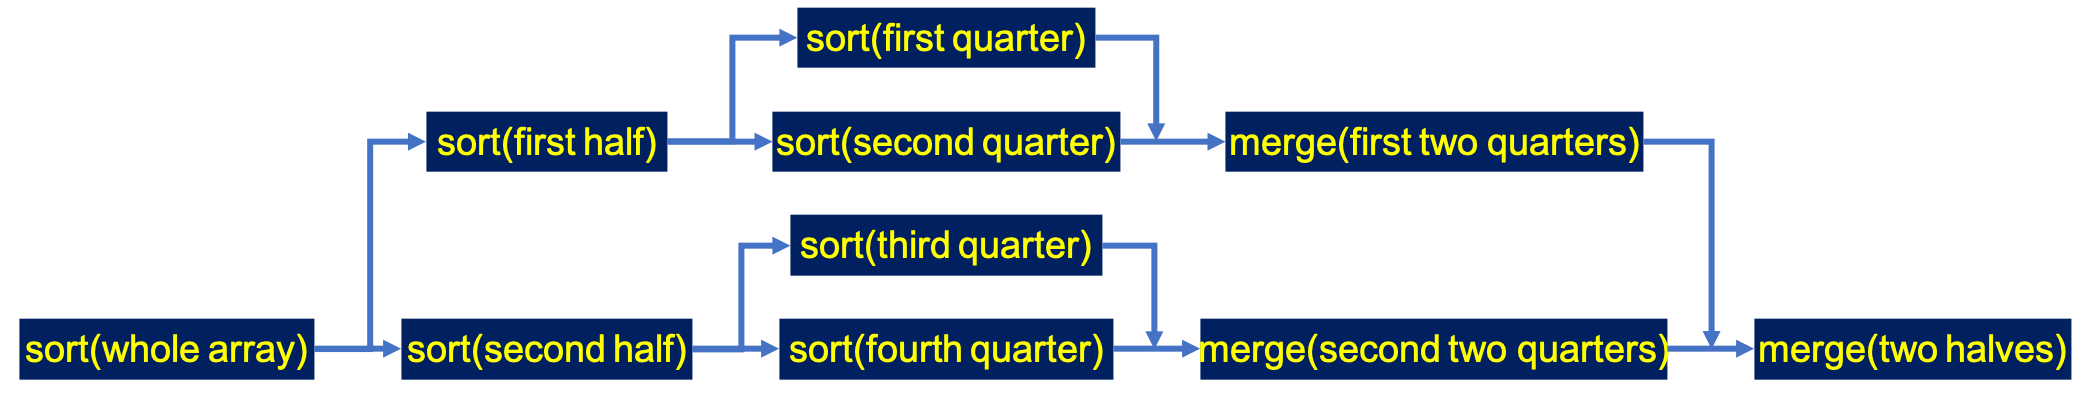 sort(first quarter)
sort(first half)
sort(second quarter)
merge(first two quarters)
sort(third quarter)
sort(whole array)
sort(second half)
sort(fourth quarter)
merge(second two quarters)
merge(two halves)